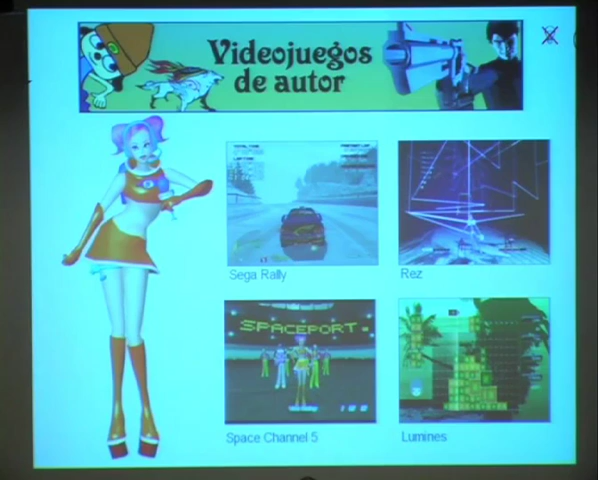 Videojuegos
de autor
Sega Rally
Rez
SPACEPORT
Space Channel 5
Lumines